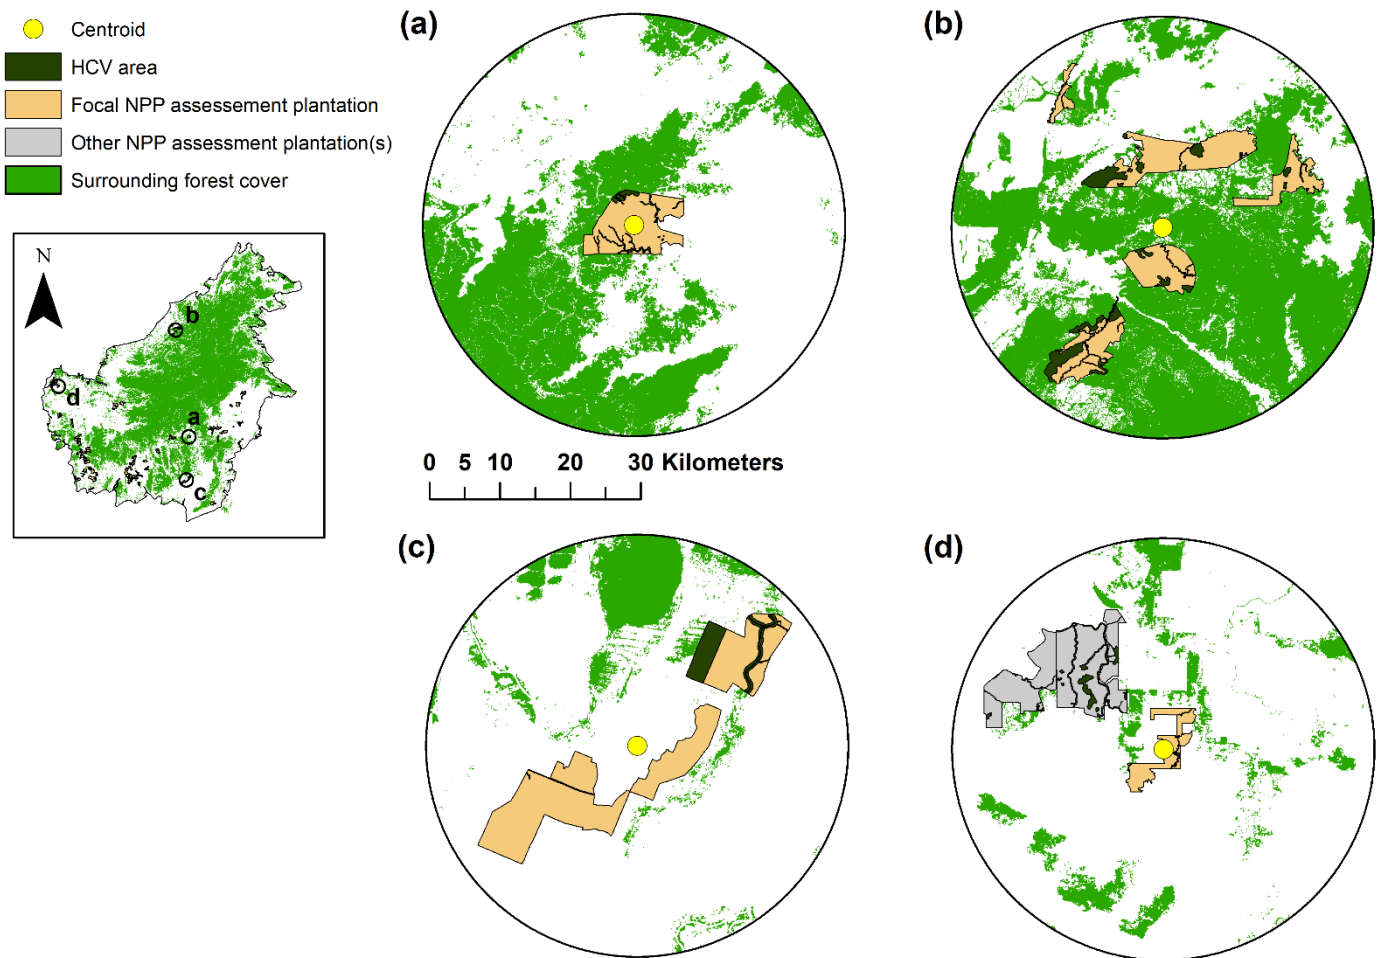 Centroid
HCV area
Focal NPP assessement plantation
Other NPP assessment plantation(s)
Surrounding forest cover
N
b
d
a
c
(a)
(b)
0 5 10 20 30 Kilometers
(c)
(d)